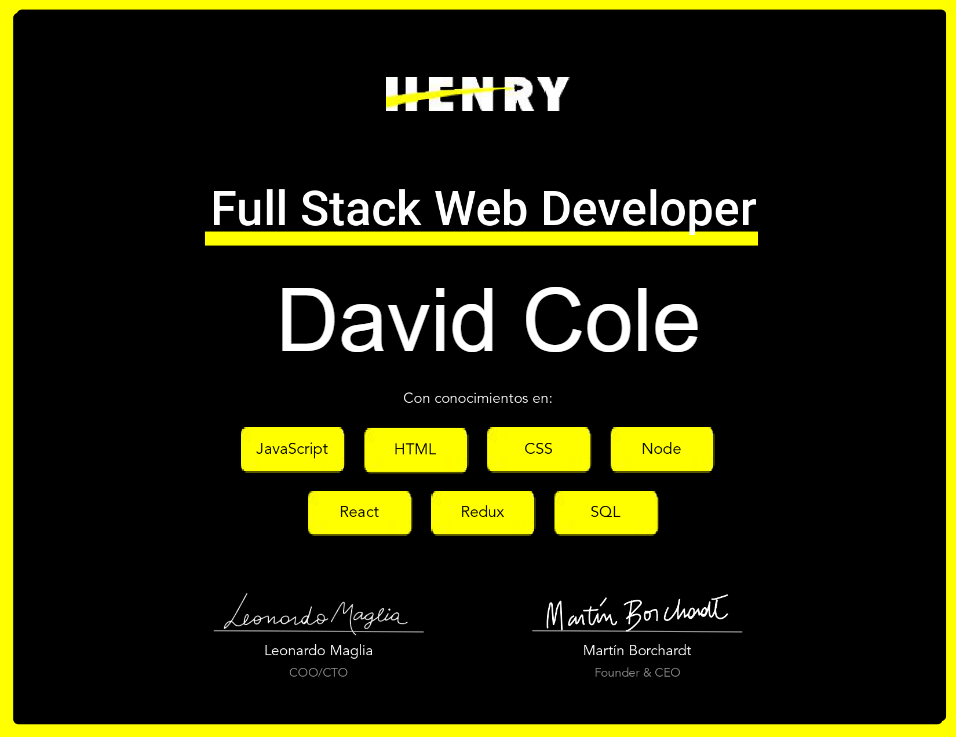 HENRY
Full Stack Web Developer
David Cole
Con conocimientos en:
JavaScript HTML CSS Node
React Redux SQL
Leonardo Maglia Martín Borchardt
Leonardo Maglia Martín Borchardt
COO/CTO Founder & CEO